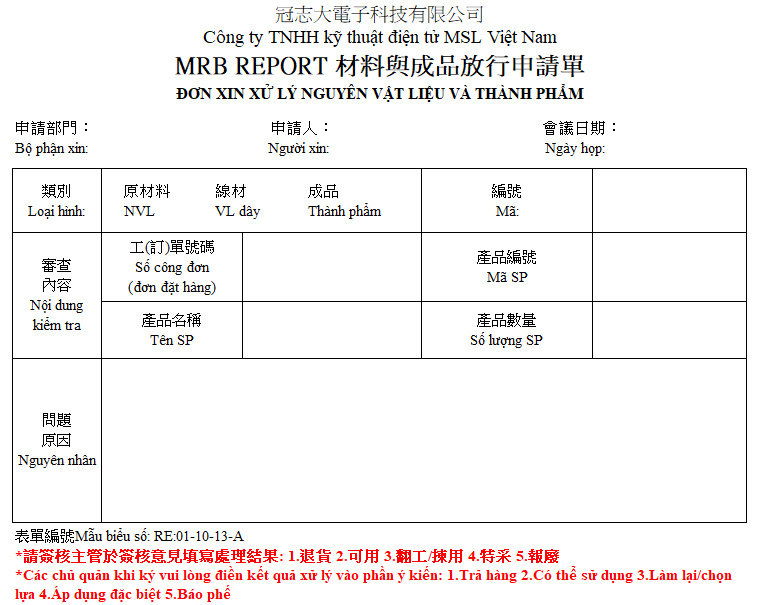 冠志大電子科技有限公司
Công ty TNHH kỹ thuật điện tử MSL Việt Nam
MRB REPORT 材料與成品放行申請單
ĐƠN XIN XỬ LÝ NGUYÊN VẬT LIỆU VÀ THÀNH PHẨM
申請部門： 申請人： 會議日期：
Bộ phận xin: Người xin: Ngày họp:
類別 原材料 線材 成品 編號
Loại hình: NVL VL dây Thành phẩm Mã:
審查
內容
Nội dung
kiểm tra
工(訂)單號碼
Số công đơn
(đơn đặt hàng)
產品編號
Mã SP
產品名稱
Tên SP
產品數量
Số lượng SP
問題
原因
Nguyên nhân
表單編號Mẫu biểu số: RE:01-10-13-A
*請簽核主管於簽核意見填寫處理結果: 1.退貨 2.可用 3.翻工/揀用 4.特采 5.報廢
*Các chủ quản khi ký vui lòng điền kết quả xử lý vào phần ý kiến: 1.Trả hàng 2.Có thể sử dụng 3.Làm lại/chọn
lựa 4.Áp dụng đặc biệt 5.Báo phế